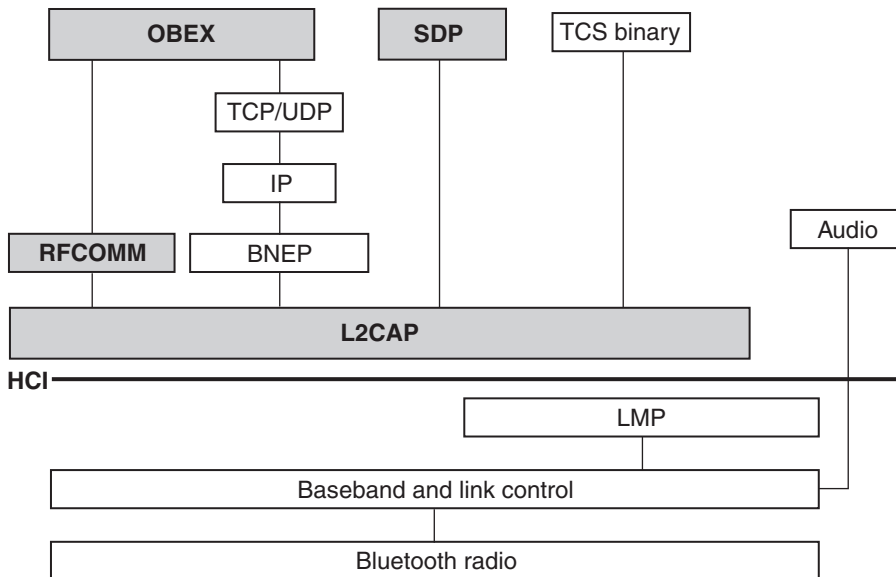 OBEX
SDP
TCS binary
TCP/UDP
IP
Audio
RFCOMM
BNEP
L2CAP
HCI
LMP
Baseband and link control
Bluetooth radio